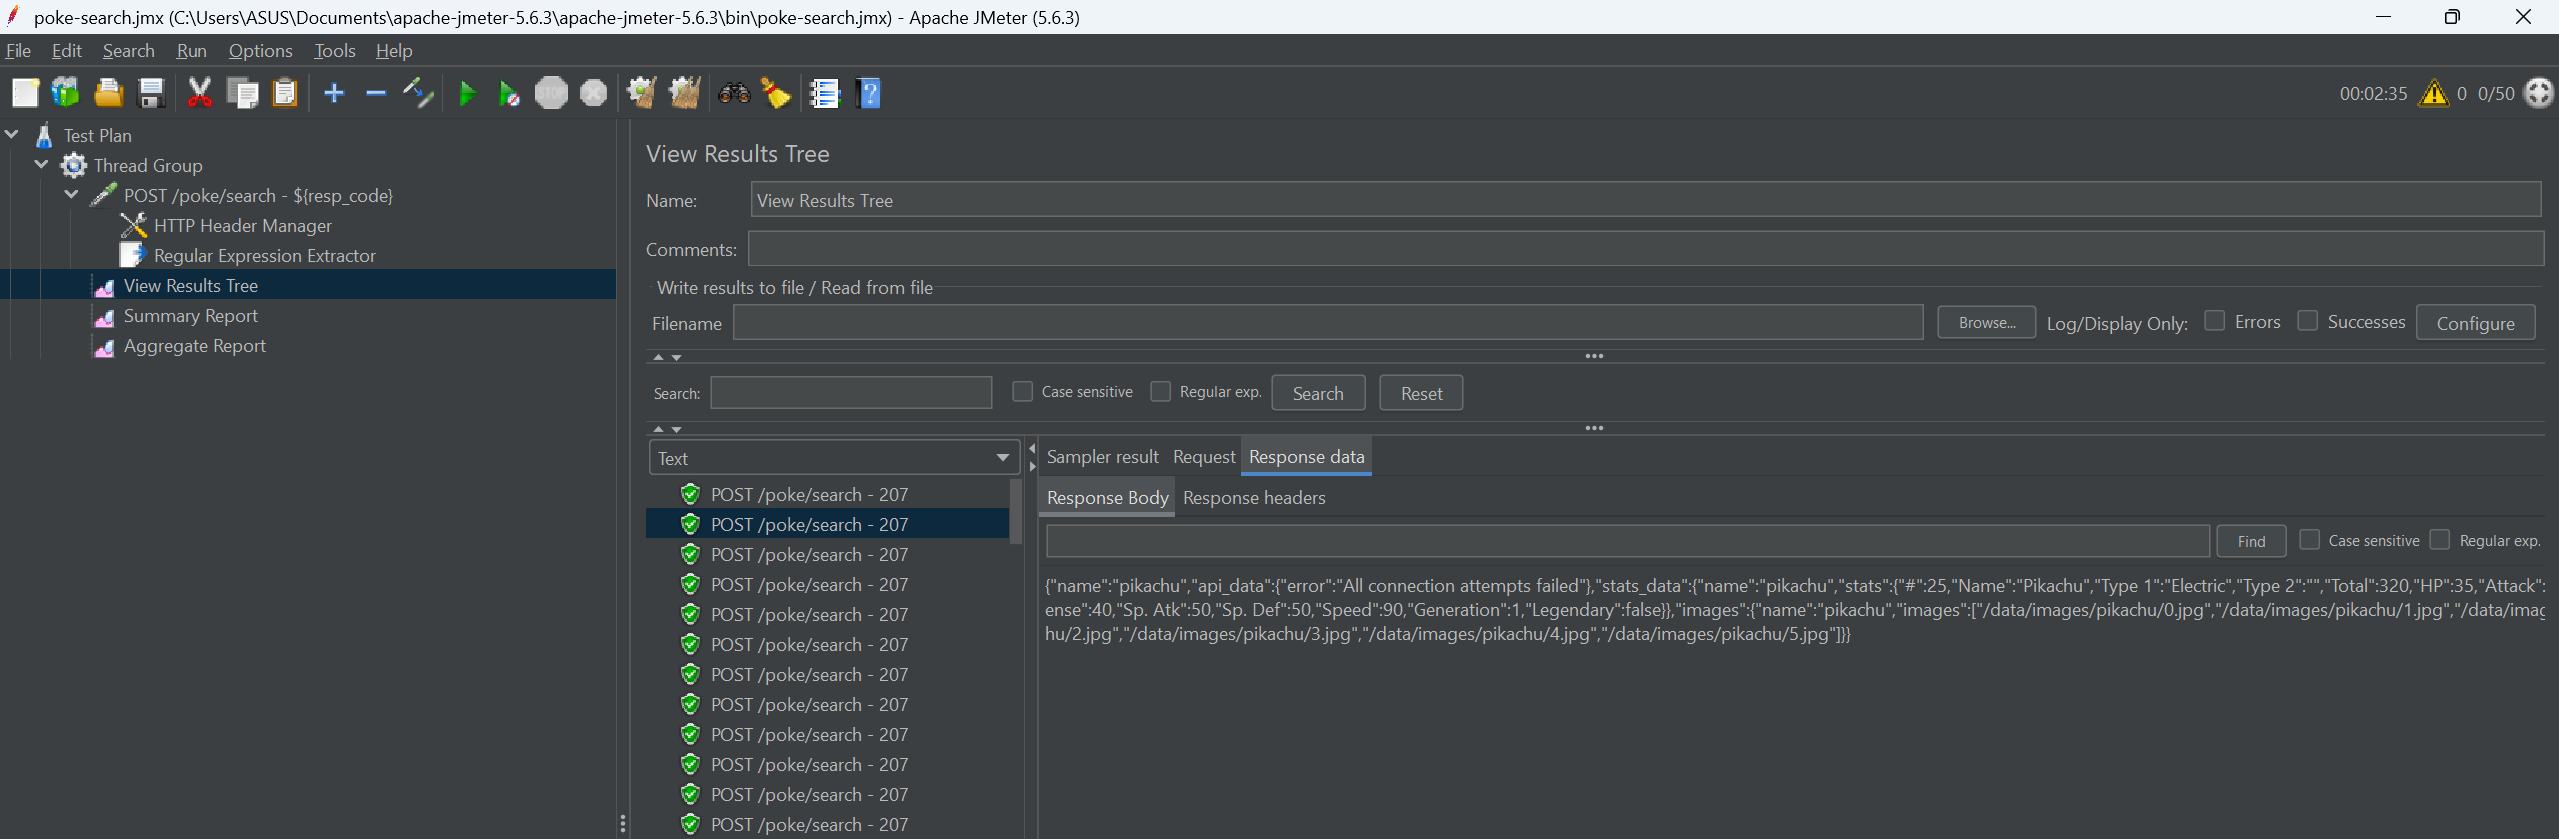 poke-search.jmx (C:\Users\ASUS\Documents\apache-jmeter-5.6.3\apache-jmeter-5.6.3\bin\poke-search.jmx) - Apache JMeter (5.6.3)
File Edit Search Run Options Tools Help
STOP
00:02:35 0 0/50
Test Plan
Thread Group
POST /poke/search - ${resp_code}
HTTP Header Manager
Regular Expression Extractor
View Results Tree
Summary Report
Aggregate Report
View Results Tree
Name: View Results Tree
Comments:
Write results to file / Read from file
Filename Browse... Log/Display Only: Errors Successes Configure
Search: Case sensitive Regular exp. Search Reset
Text
POST /poke/search - 207
POST /poke/search - 207
POST /poke/search - 207
POST /poke/search - 207
POST /poke/search - 207
POST /poke/search - 207
POST /poke/search - 207
POST /poke/search - 207
POST /poke/search - 207
POST /poke/search - 207
POST /poke/search - 207
POST /poke/search - 207
Sampler result Request Response data
Response Body Response headers
Find Case sensitive Regular exp.
{"name":"pikachu","api_data":{"error":"All connection attempts failed"},"stats_data":{"name":"pikachu","stats":{"#":25,"Name":"Pikachu","Type 1":"Electric","Type 2":"","Total":320,"HP":35,"Attack":
ense":40,"Sp. Atk":50,"Sp. Def":50,"Speed":90,"Generation":1,"Legendary":false}},"images":{"name":"pikachu","images":["/data/images/pikachu/0.jpg","/data/images/pikachu/1.jpg","/data/imag
hu/2.jpg","/data/images/pikachu/3.jpg","/data/images/pikachu/4.jpg","/data/images/pikachu/5.jpg"]}}